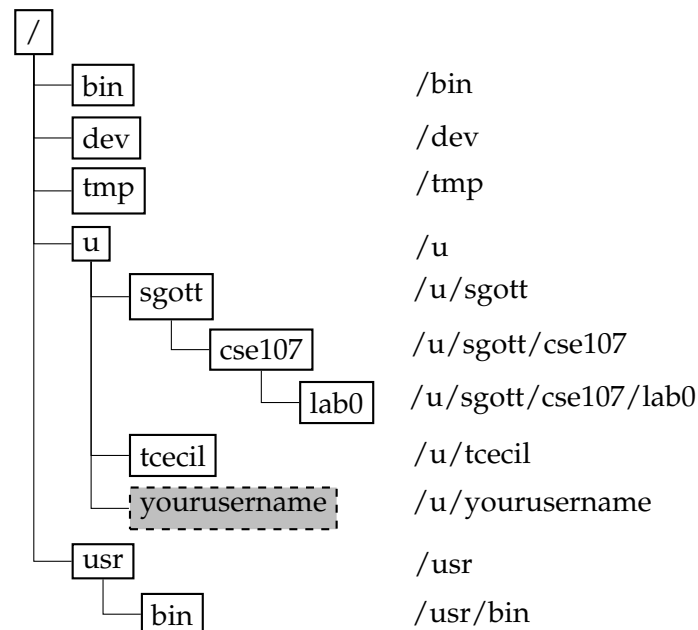 /
bin /bin
dev /dev
tmp /tmp
u /u
sgott /u/sgott
cse107 /u/sgott/cse107
lab0 /u/sgott/cse107/lab0
tcecil /u/tcecil
yourusername /u/yourusername
usr /usr
bin /usr/bin